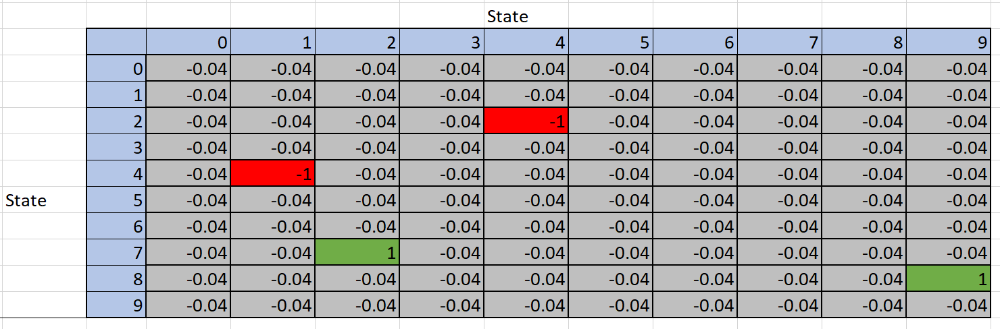 State
0 1 2 3 4 5 6 7 8 9
0 -0.04 -0.04 -0.04 -0.04 -0.04 -0.04 -0.04 -0.04 -0.04 -0.04
1 -0.04 -0.04 -0.04 -0.04 -0.04 -0.04 -0.04 -0.04 -0.04 -0.04
2 -0.04 -0.04 -0.04 -0.04 -1 -0.04 -0.04 -0.04 -0.04 -0.04
3 -0.04 -0.04 -0.04 -0.04 -0.04 -0.04 -0.04 -0.04 -0.04 -0.04
4 -0.04 -1 -0.04 -0.04 -0.04 -0.04 -0.04 -0.04 -0.04 -0.04
State 5 -0.04 -0.04 -0.04 -0.04 -0.04 -0.04 -0.04 -0.04 -0.04 -0.04
6 -0.04 -0.04 -0.04 -0.04 -0.04 -0.04 -0.04 -0.04 -0.04 -0.04
7 -0.04 -0.04 1 -0.04 -0.04 -0.04 -0.04 -0.04 -0.04 -0.04
8 -0.04 -0.04 -0.04 -0.04 -0.04 -0.04 -0.04 -0.04 -0.04 1
9 -0.04 -0.04 -0.04 -0.04 -0.04 -0.04 -0.04 -0.04 -0.04 -0.04